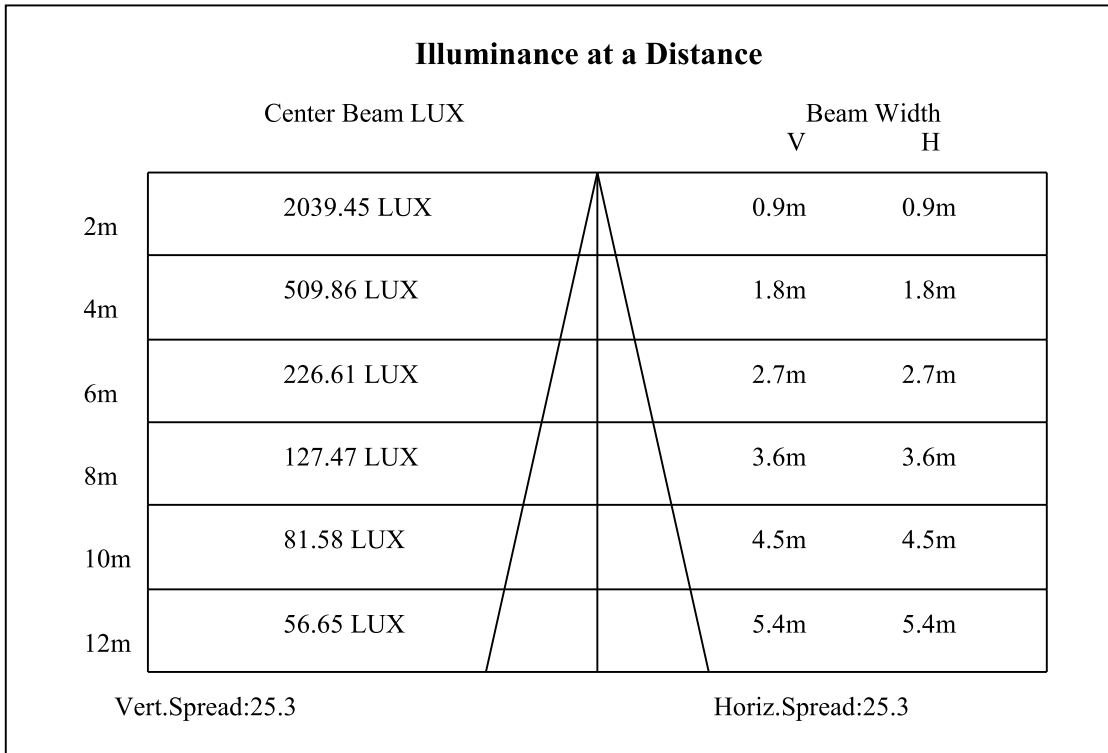 Illuminance at a Distance
Center Beam LUX Beam Width
V H
2m 2039.45 LUX 0.9m 0.9m
4m 509.86 LUX 1.8m 1.8m
6m 226.61 LUX 2.7m 2.7m
8m 127.47 LUX 3.6m 3.6m
10m 81.58 LUX 4.5m 4.5m
12m 56.65 LUX 5.4m 5.4m
Vert.Spread:25.3 Horiz.Spread:25.3